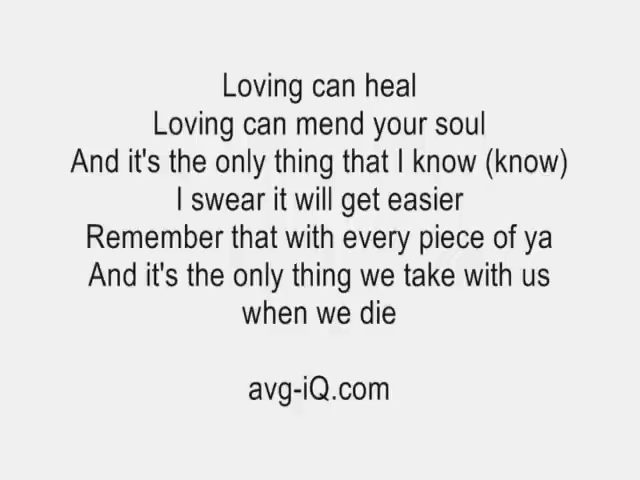 Loving can heal
Loving can mend your soul
And it's the only thing that I know (know)
I swear it will get easier
Remember that with every piece of ya
And it's the only thing we take with us
when we die
avg-iQ.com